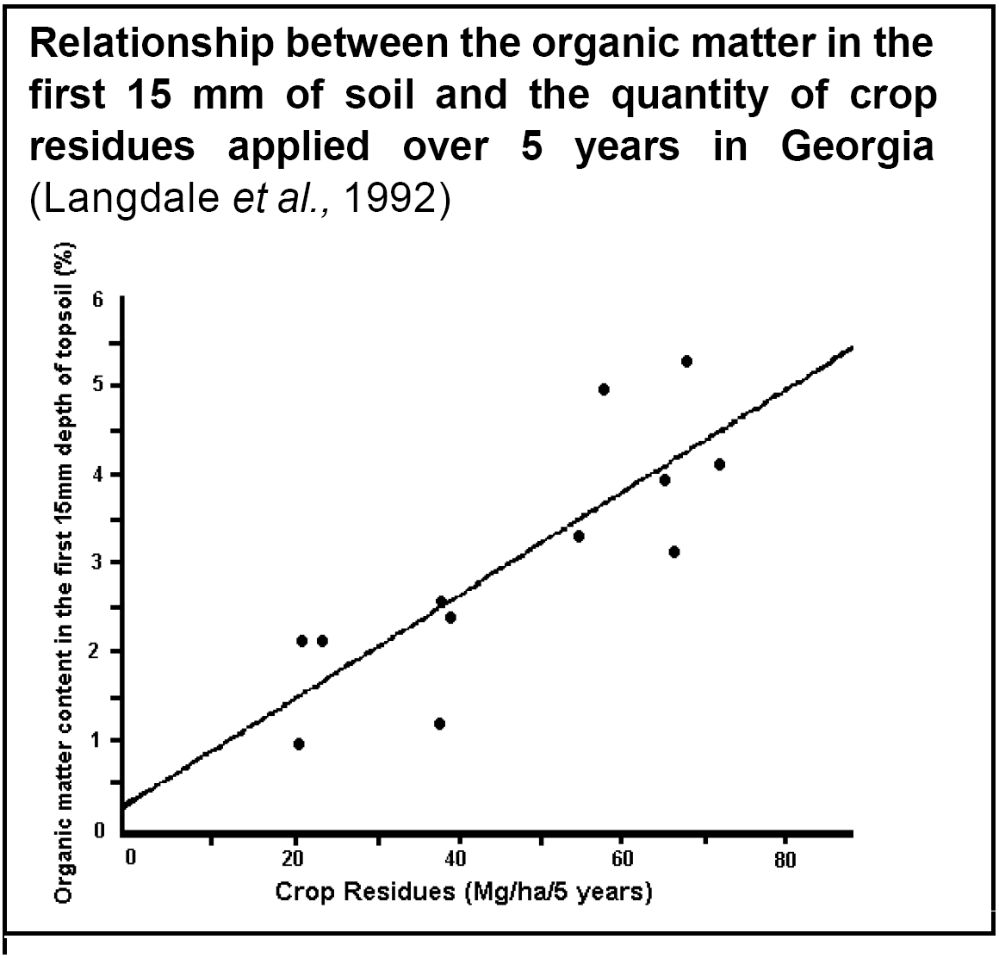 Relationship between the organic matter in the
first 15 mm of soil and the quantity of crop
residues applied over 5 years in Georgia
(Langdale et al., 1992)
Organic matter content in the first 15mm depth of topsoil (%)
6
5
4
3
2
1
0
0 20 40 60 80
Crop Residues (Mg/ha/5 years)